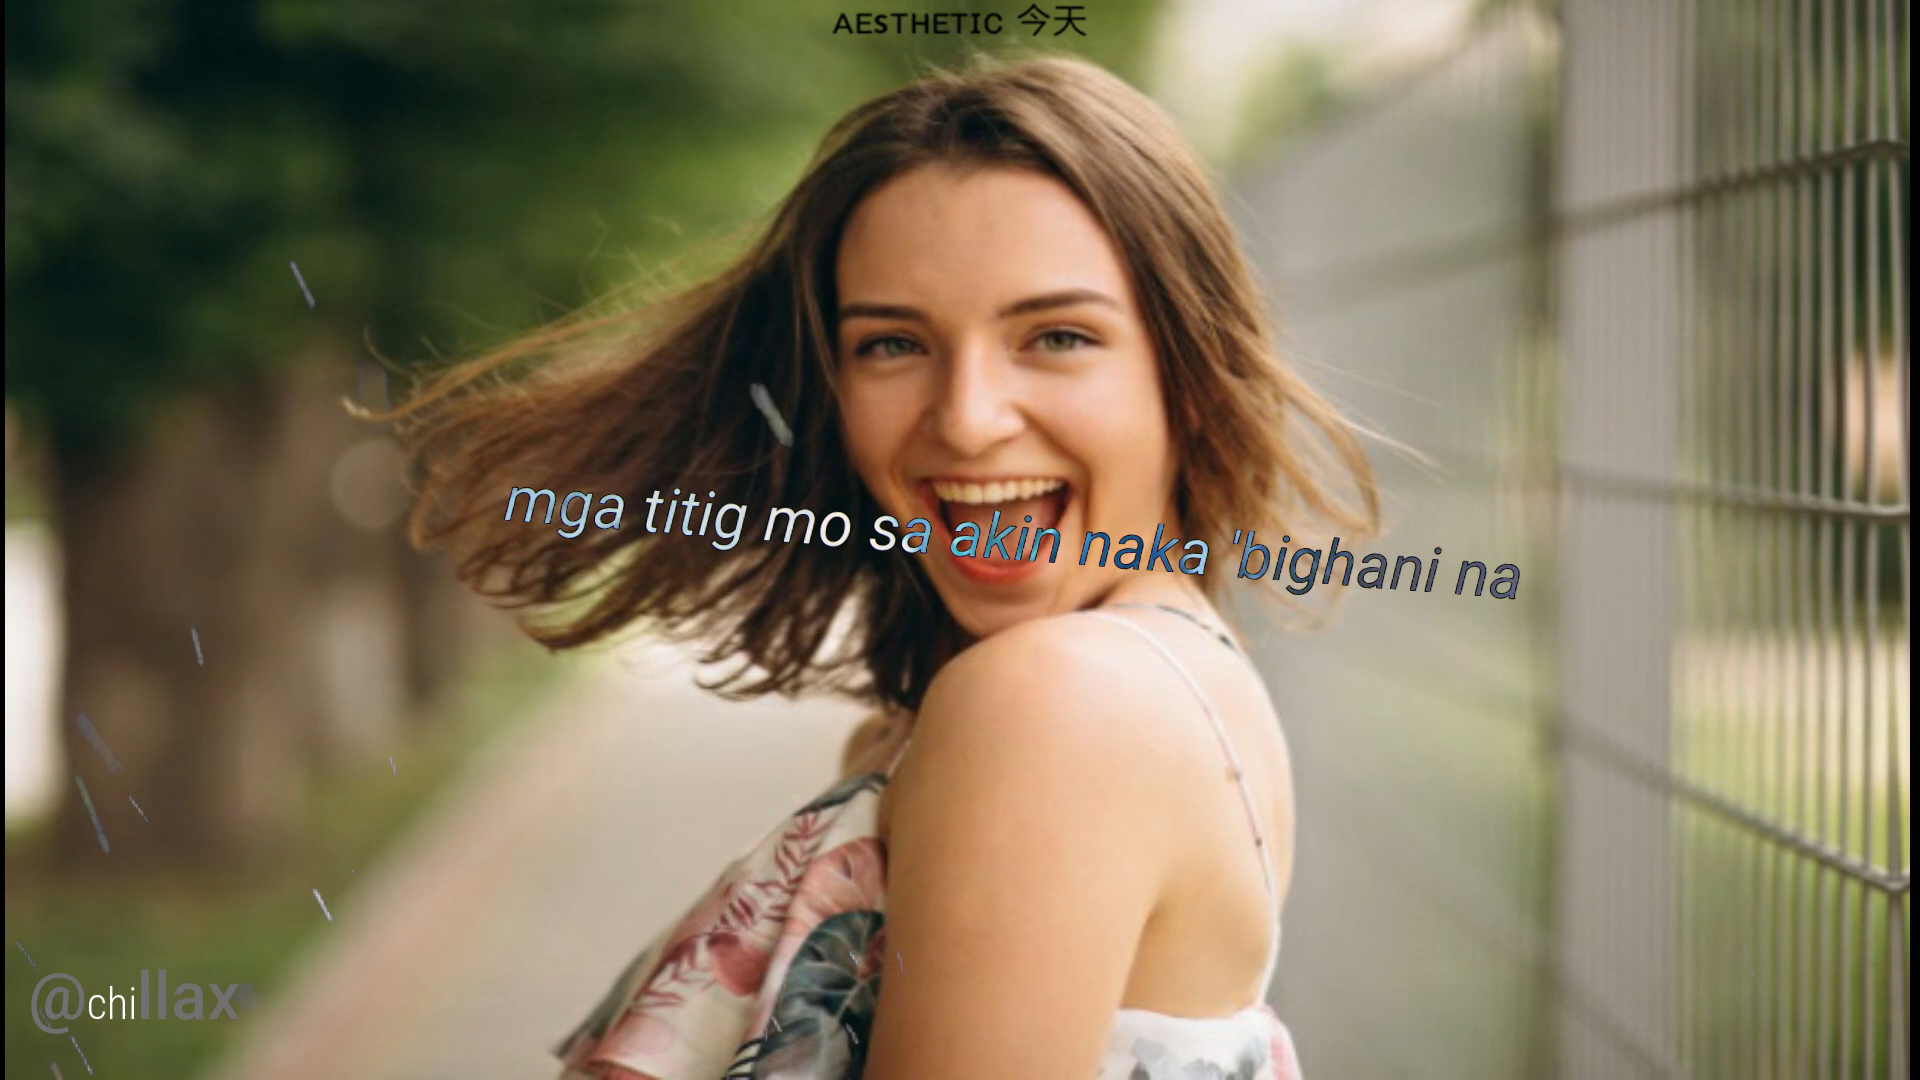 AESTHETIC 今天
mga titig mo sa akin naka 'bighani na
@chillax